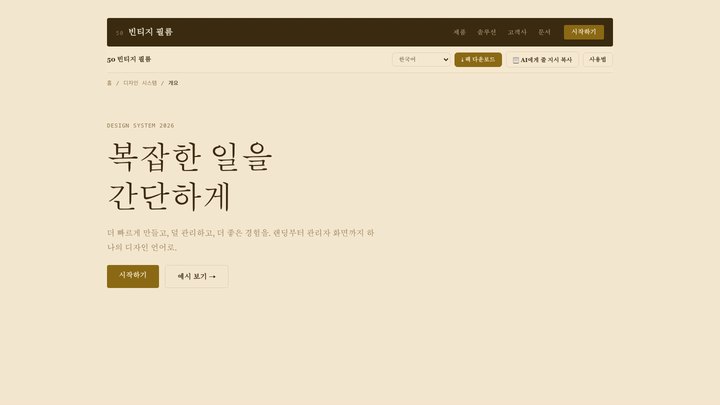 50 빈티지 필름
제품 솔루션 고객사 문서 시작하기
50 빈티지 필름
한국어 ↓ 팩 다운로드 AI에게 줄 지시 복사 사용법
홈 / 디자인 시스템 / 개요
DESIGN SYSTEM 2026
복잡한 일을
간단하게
더 빠르게 만들고, 덜 관리하고, 더 좋은 경험을. 랜딩부터 관리자 화면까지 하
나의 디자인 언어로.
시작하기 예시 보기 →